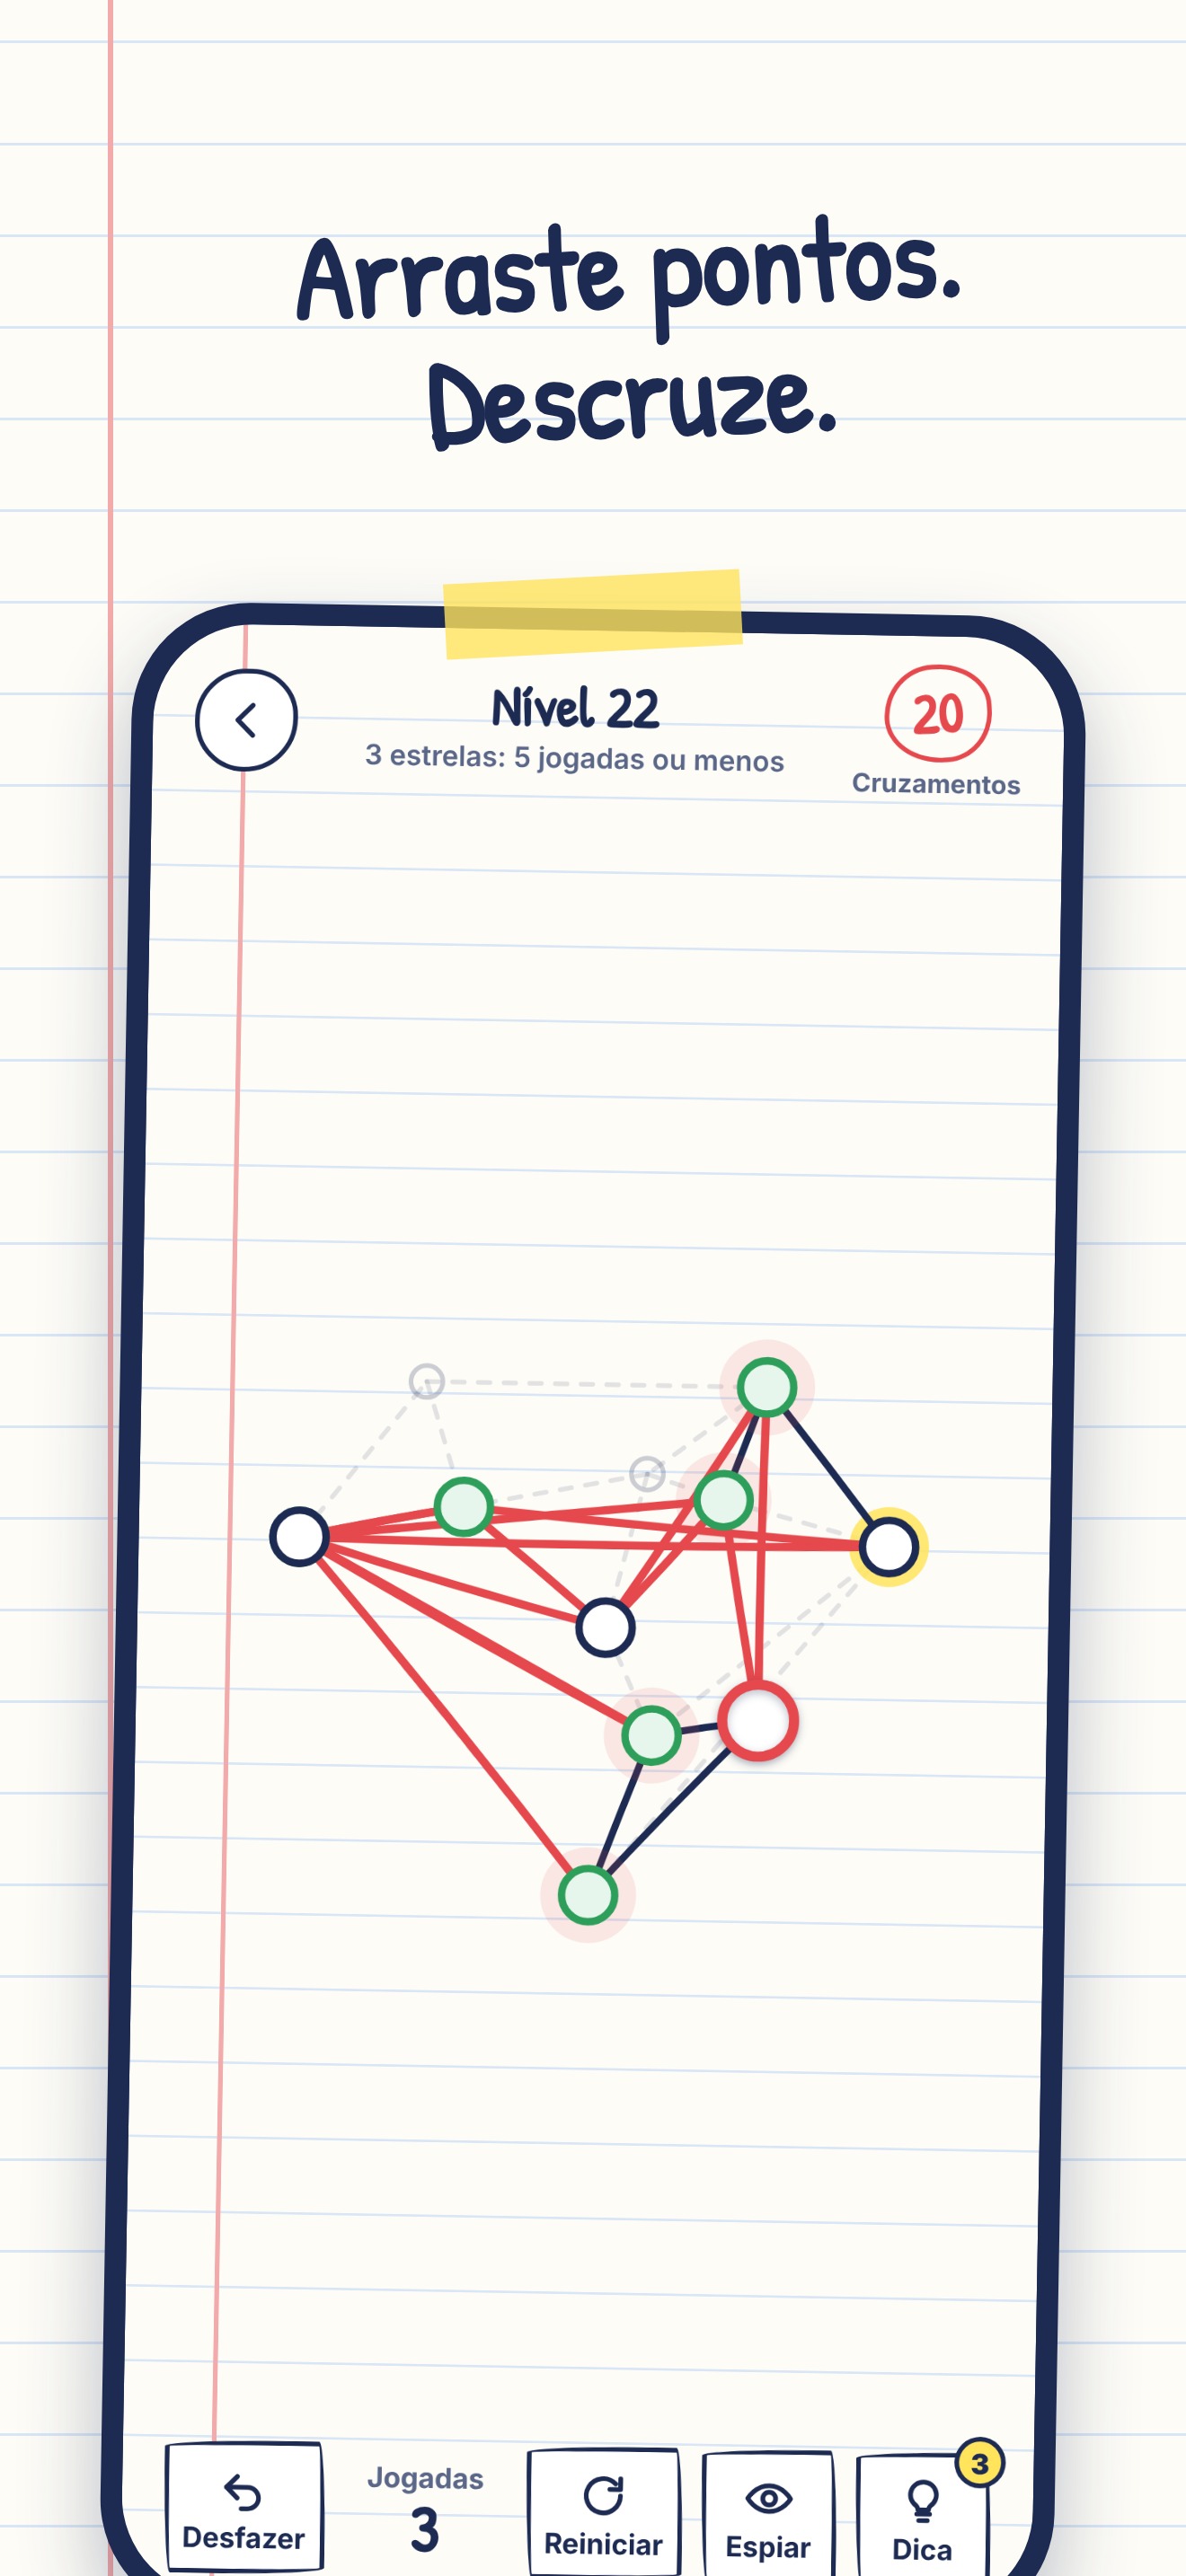 Arraste pontos.
Descruze.
Nível 22
3 estrelas: 5 jogadas ou menos
20
Cruzamentos
Desfazer
Jogadas
3
Reiniciar
Espiar
3
Dica